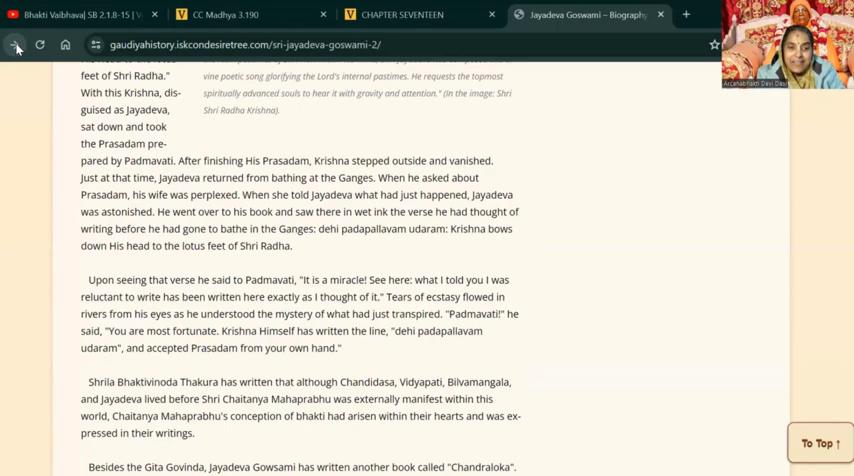 Bhakti Vaibhava| SB 2.1.8-15 | V
CC Madhya 3.190
CHAPTER SEVENTEEN
Jayadeva Goswami – Biography
gaudiyahistory.iskcondesiretree.com/sri-jayadeva-goswami-2/
Arcanabhakti Devi Dasi
feet of Shri Radha."
With this Krishna, dis-
guised as Jayadeva,
sat down and took
the Prasadam pre-
vine poetic song glorifying the Lord's internal pastimes. He requests the topmost
spiritually advanced souls to hear it with gravity and attention." (In the image: Shri
Shri Radha Krishna).
pared by Padmavati. After finishing His Prasadam, Krishna stepped outside and vanished.
Just at that time, Jayadeva returned from bathing at the Ganges. When he asked about
Prasadam, his wife was perplexed. When she told Jayadeva what had just happened, Jayadeva
was astonished. He went over to his book and saw there in wet ink the verse he had thought of
writing before he had gone to bathe in the Ganges: dehi padapallavam udaram: Krishna bows
down His head to the lotus feet of Shri Radha.
Upon seeing that verse he said to Padmavati, "It is a miracle! See here: what I told you I was
reluctant to write has been written here exactly as I thought of it." Tears of ecstasy flowed in
rivers from his eyes as he understood the mystery of what had just transpired. "Padmavati!" he
said, "You are most fortunate. Krishna Himself has written the line, "dehi padapallavam
udaram", and accepted Prasadam from your own hand."
Shrila Bhaktivinoda Thakura has written that although Chandidasa, Vidyapati, Bilvamangala,
and Jayadeva lived before Shri Chaitanya Mahaprabhu was externally manifest within this
world, Chaitanya Mahaprabhu's conception of bhakti had arisen within their hearts and was ex-
pressed in their writings.
Besides the Gita Govinda, Jayadeva Gowsami has written another book called "Chandraloka".
To Top ↑